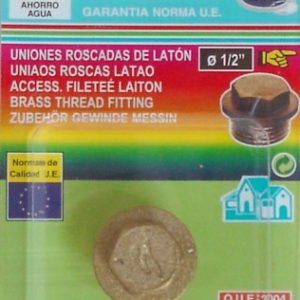 AHORRO
AGUA
GARANTIA NORMA U.E.
UNIONES ROSCADAS DE LATÓN
UNIAOS ROSCAS LATAO
ACCESS. FILETEÉ LAITON
BRASS THREAD FITTING
ZUBEHÖR GEWINDE MESSIN
ø 1/2"
Normas de
Calidad U.E.
O.U.E. 2004